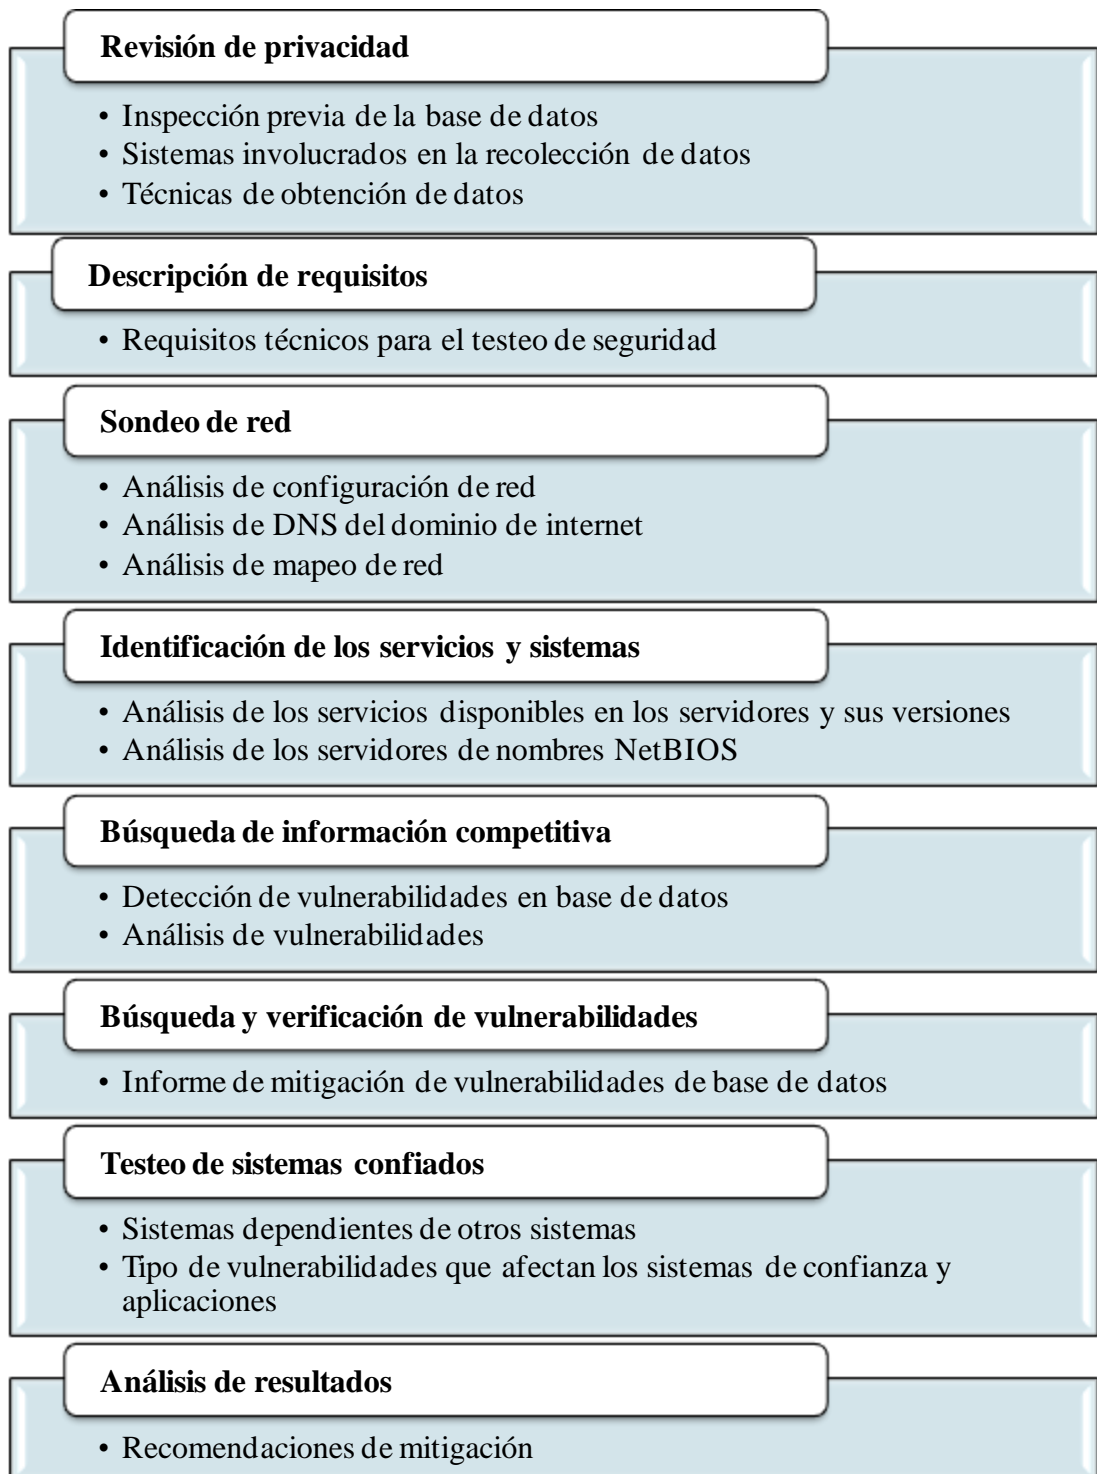 Revisión de privacidad
• Inspección previa de la base de datos
• Sistemas involucrados en la recolección de datos
• Técnicas de obtención de datos
Descripción de requisitos
• Requisitos técnicos para el testeo de seguridad
Sondeo de red
• Análisis de configuración de red
• Análisis de DNS del dominio de internet
• Análisis de mapeo de red
Identificación de los servicios y sistemas
• Análisis de los servicios disponibles en los servidores y sus versiones
• Análisis de los servidores de nombres NetBIOS
Búsqueda de información competitiva
• Detección de vulnerabilidades en base de datos
• Análisis de vulnerabilidades
Búsqueda y verificación de vulnerabilidades
• Informe de mitigación de vulnerabilidades de base de datos
Testeo de sistemas confiados
• Sistemas dependientes de otros sistemas
• Tipo de vulnerabilidades que afectan los sistemas de confianza y
aplicaciones
Análisis de resultados
• Recomendaciones de mitigación